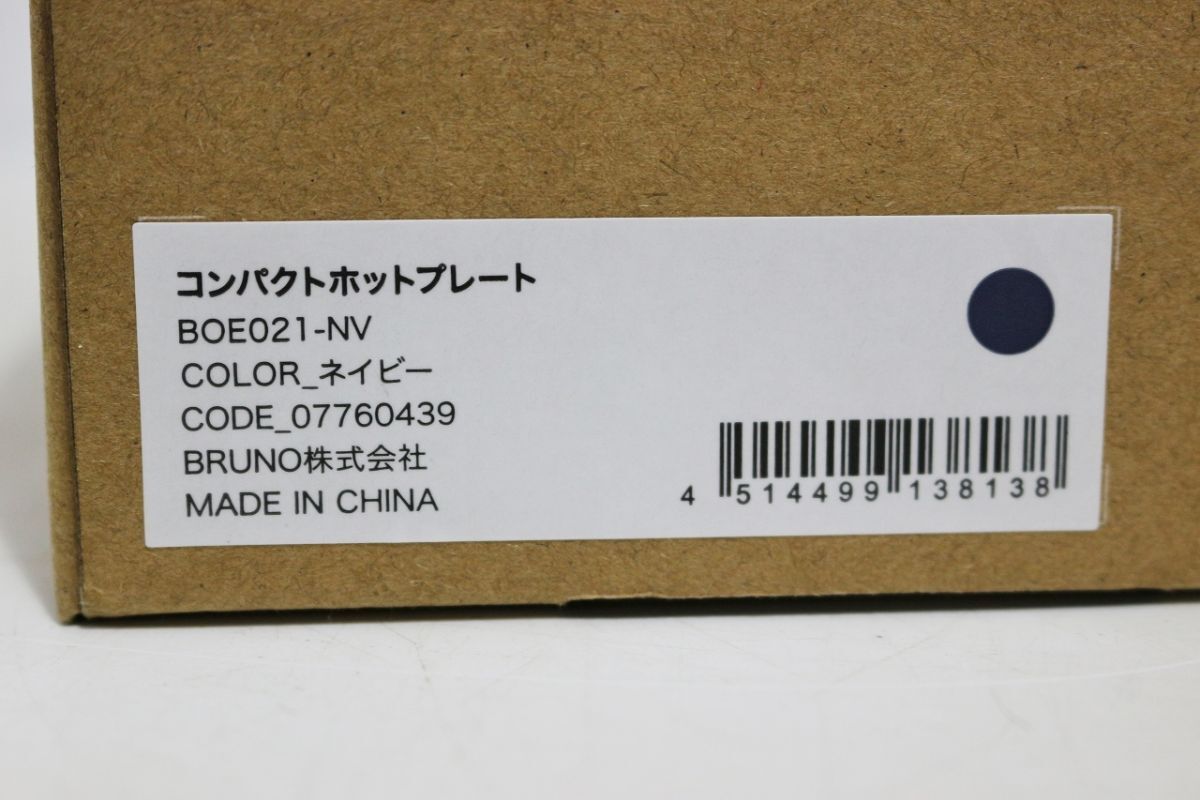 コンパクトホットプレート
BOE021-NV
COLOR_ネイビー
CODE_07760439
BRUNO株式会社
MADE IN CHINA
4 514499 138138